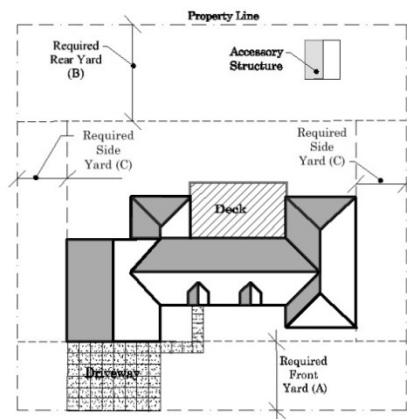 Property Line
Required
Rear Yard
(B)
Accessory
Structure
Required
Side
Yard (C)
Required
Side
Yard (C)
Deck
Driveway
Required
Front
Yard (A)